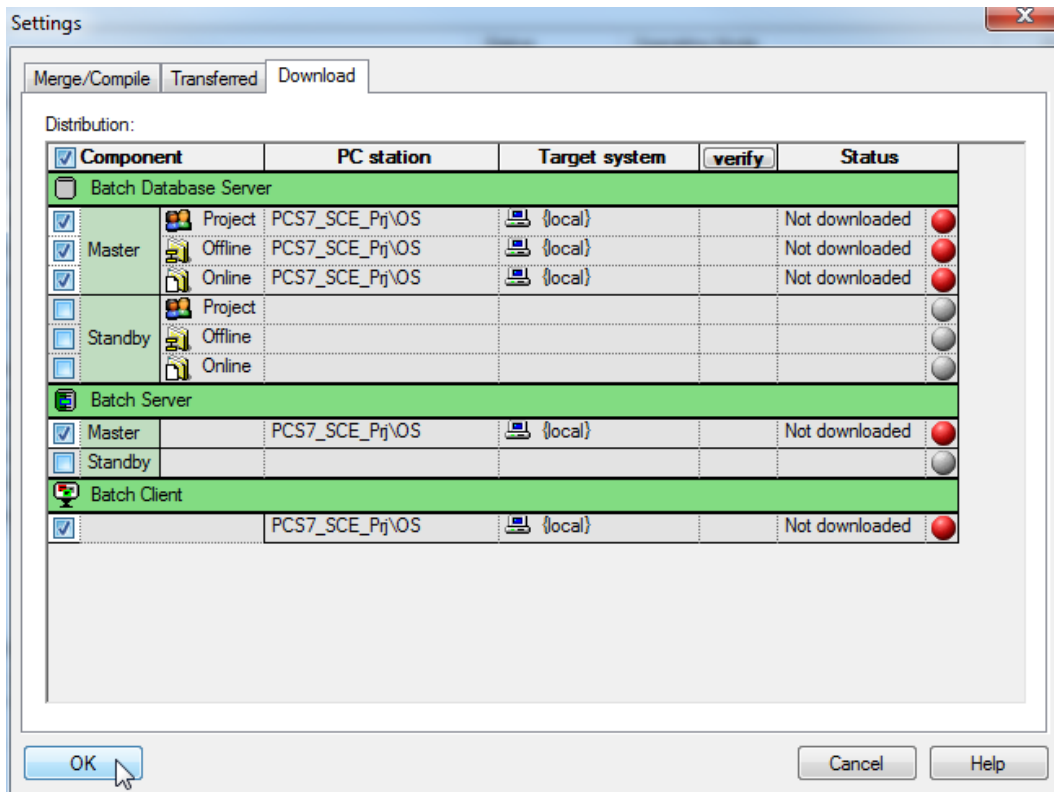 Settings
Merge/Compile Transferred Download
Distribution:
Component PC station Target system verify Status
Batch Database Server
Project PCS7_SCE_Prj\OS {local} Not downloaded
Master Offline PCS7_SCE_Prj\OS {local} Not downloaded
Online PCS7_SCE_Prj\OS {local} Not downloaded
Project
Standby Offline
Online
Batch Server
Master PCS7_SCE_Prj\OS {local} Not downloaded
Standby
Batch Client
PCS7_SCE_Prj\OS {local} Not downloaded
OK Cancel Help